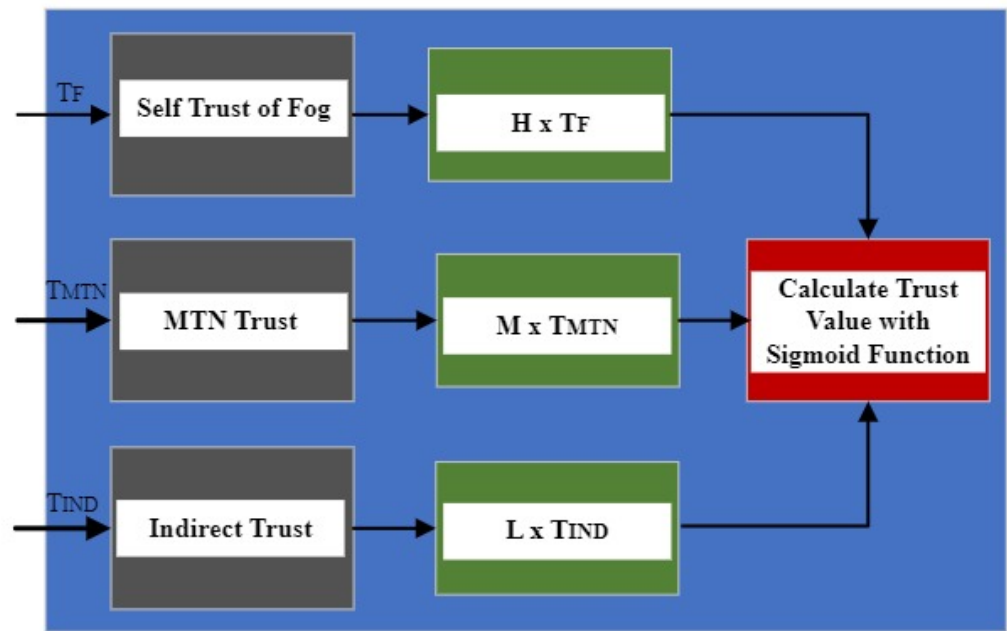 TF
Self Trust of Fog
H x TF
TMTN
MTN Trust
M x TMTN
Calculate Trust
Value with
Sigmoid Function
TIND
Indirect Trust
L x TIND